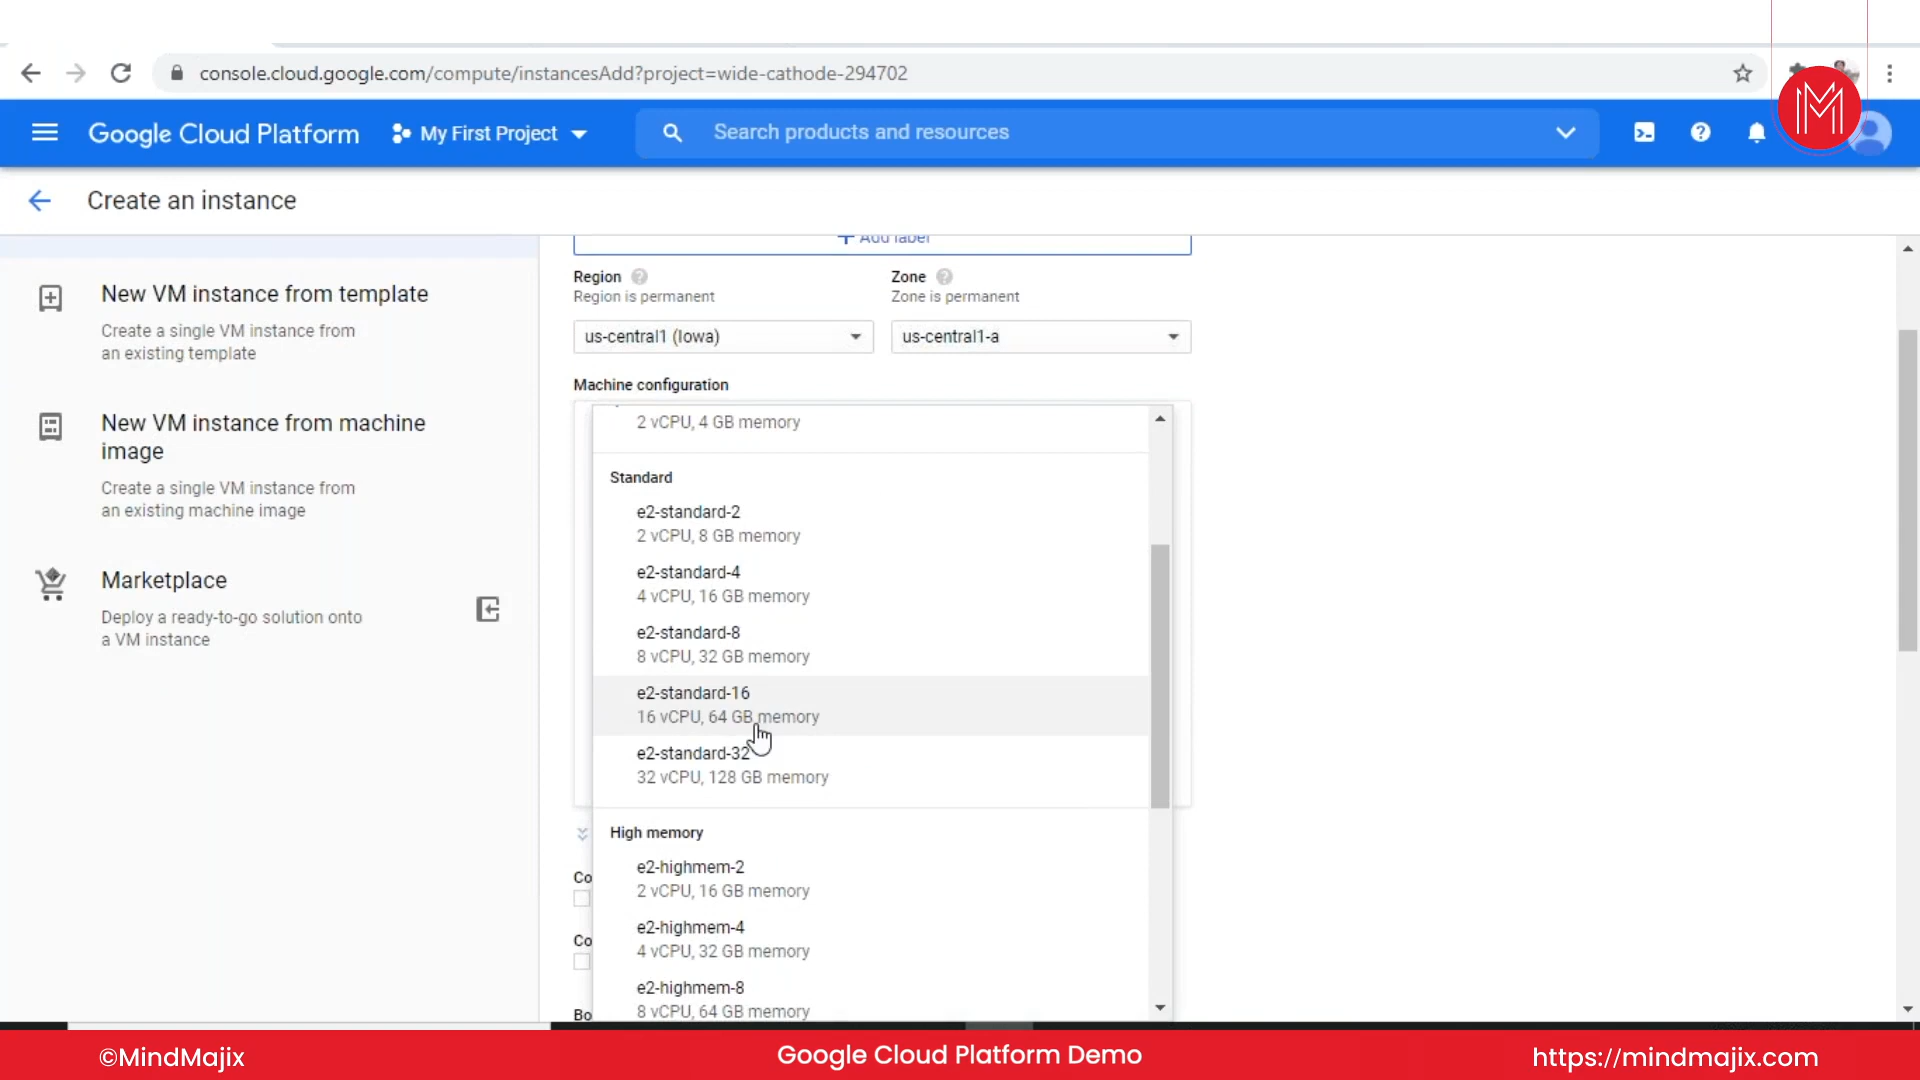 console.cloud.google.com/compute/instancesAdd?project=wide-cathode-294702
Google Cloud Platform
My First Project
Search products and resources
Create an instance
Add label
New VM instance from template
Create a single VM instance from
an existing template
New VM instance from machine
image
Create a single VM instance from
an existing machine image
Marketplace
Deploy a ready-to-go solution onto
a VM instance
Region
Region is permanent
Zone
Zone is permanent
us-central1 (Iowa)
us-central1-a
Machine configuration
2 vCPU, 4 GB memory
Standard
e2-standard-2
2 vCPU, 8 GB memory
e2-standard-4
4 vCPU, 16 GB memory
e2-standard-8
8 vCPU, 32 GB memory
e2-standard-16
16 vCPU, 64 GB memory
e2-standard-32
32 vCPU, 128 GB memory
High memory
e2-highmem-2
2 vCPU, 16 GB memory
e2-highmem-4
4 vCPU, 32 GB memory
e2-highmem-8
8 vCPU, 64 GB memory
Co
Co
Bo
©MindMajix
Google Cloud Platform Demo
https://mindmajix.com